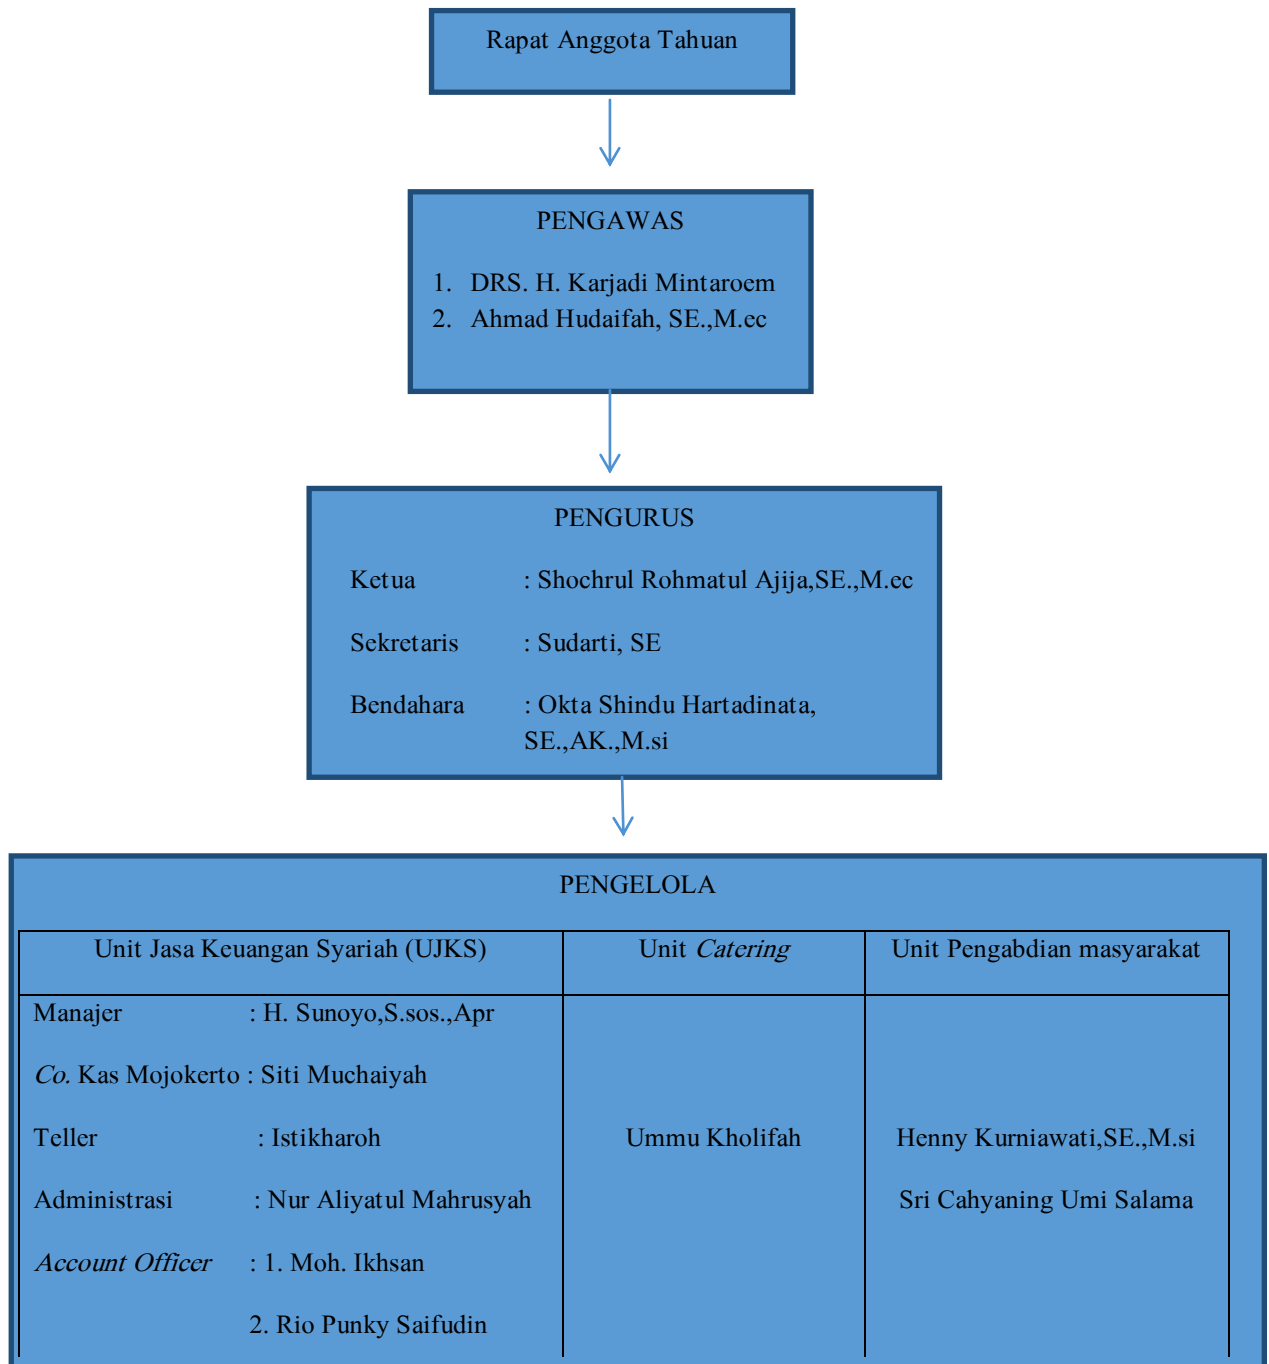 Rapat Anggota Tahuan
PENGAWAS
1. DRS. H. Karjadi Mintaroem
2. Ahmad Hudaifah, SE.,M.ec
PENGURUS
Ketua : Shochrul Rohmatul Ajija,SE.,M.ec
Sekretaris : Sudarti, SE
Bendahara : Okta Shindu Hartadinata,
SE.,AK.,M.si
PENGELOLA
Unit Jasa Keuangan Syariah (UJKS)
Manajer : H. Sunoyo,S.sos.,Apr
Co. Kas Mojokerto : Siti Muchaiyah
Teller : Istikharoh
Administrasi : Nur Aliyatul Mahrusyah
Account Officer : 1. Moh. Ikhsan
2. Rio Punky Saifudin
Unit Catering
Ummu Kholifah
Unit Pengabdian masyarakat
Henny Kurniawati,SE.,M.si
Sri Cahyaning Umi Salama